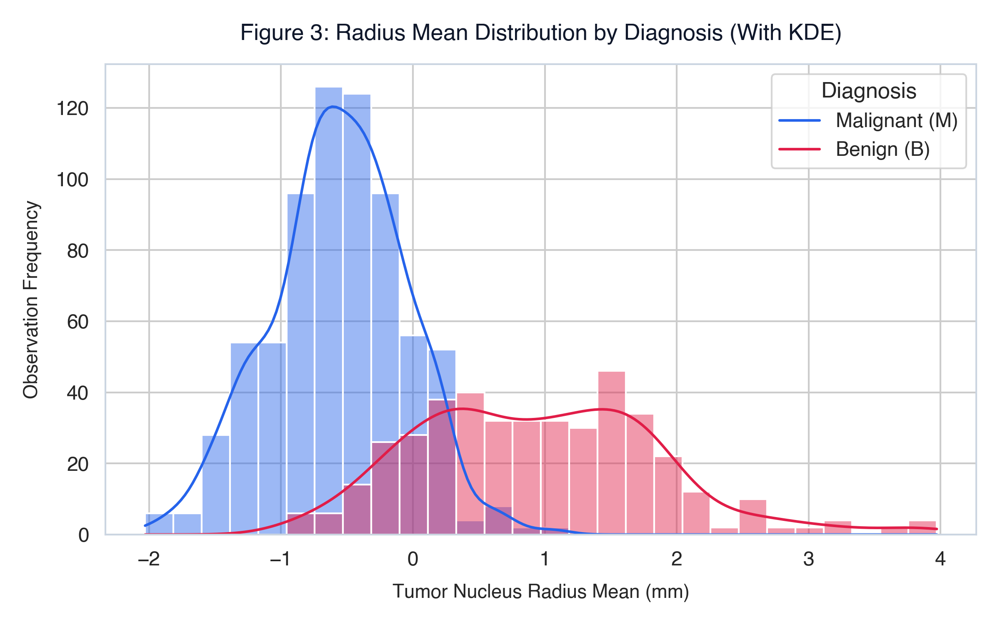 Figure 3: Radius Mean Distribution by Diagnosis (With KDE)
Diagnosis
Malignant (M)
Benign (B)
Observation Frequency
120
100
80
60
40
20
0
−2 −1 0 1 2 3 4
Tumor Nucleus Radius Mean (mm)